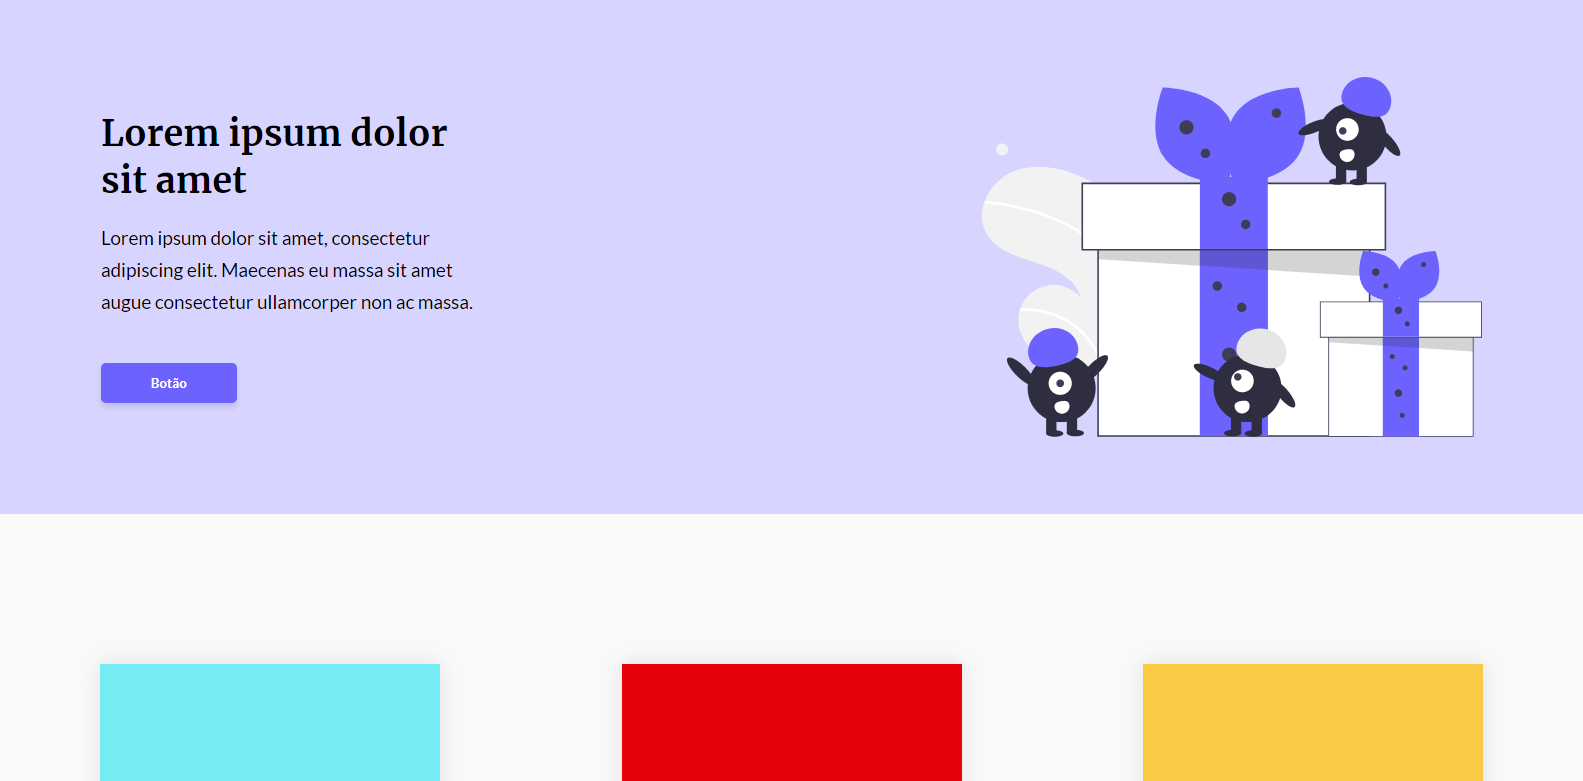 Lorem ipsum dolor
sit amet
Lorem ipsum dolor sit amet, consectetur
adipiscing elit. Maecenas eu massa sit amet
augue consectetur ullamcorper non ac massa.
Botão